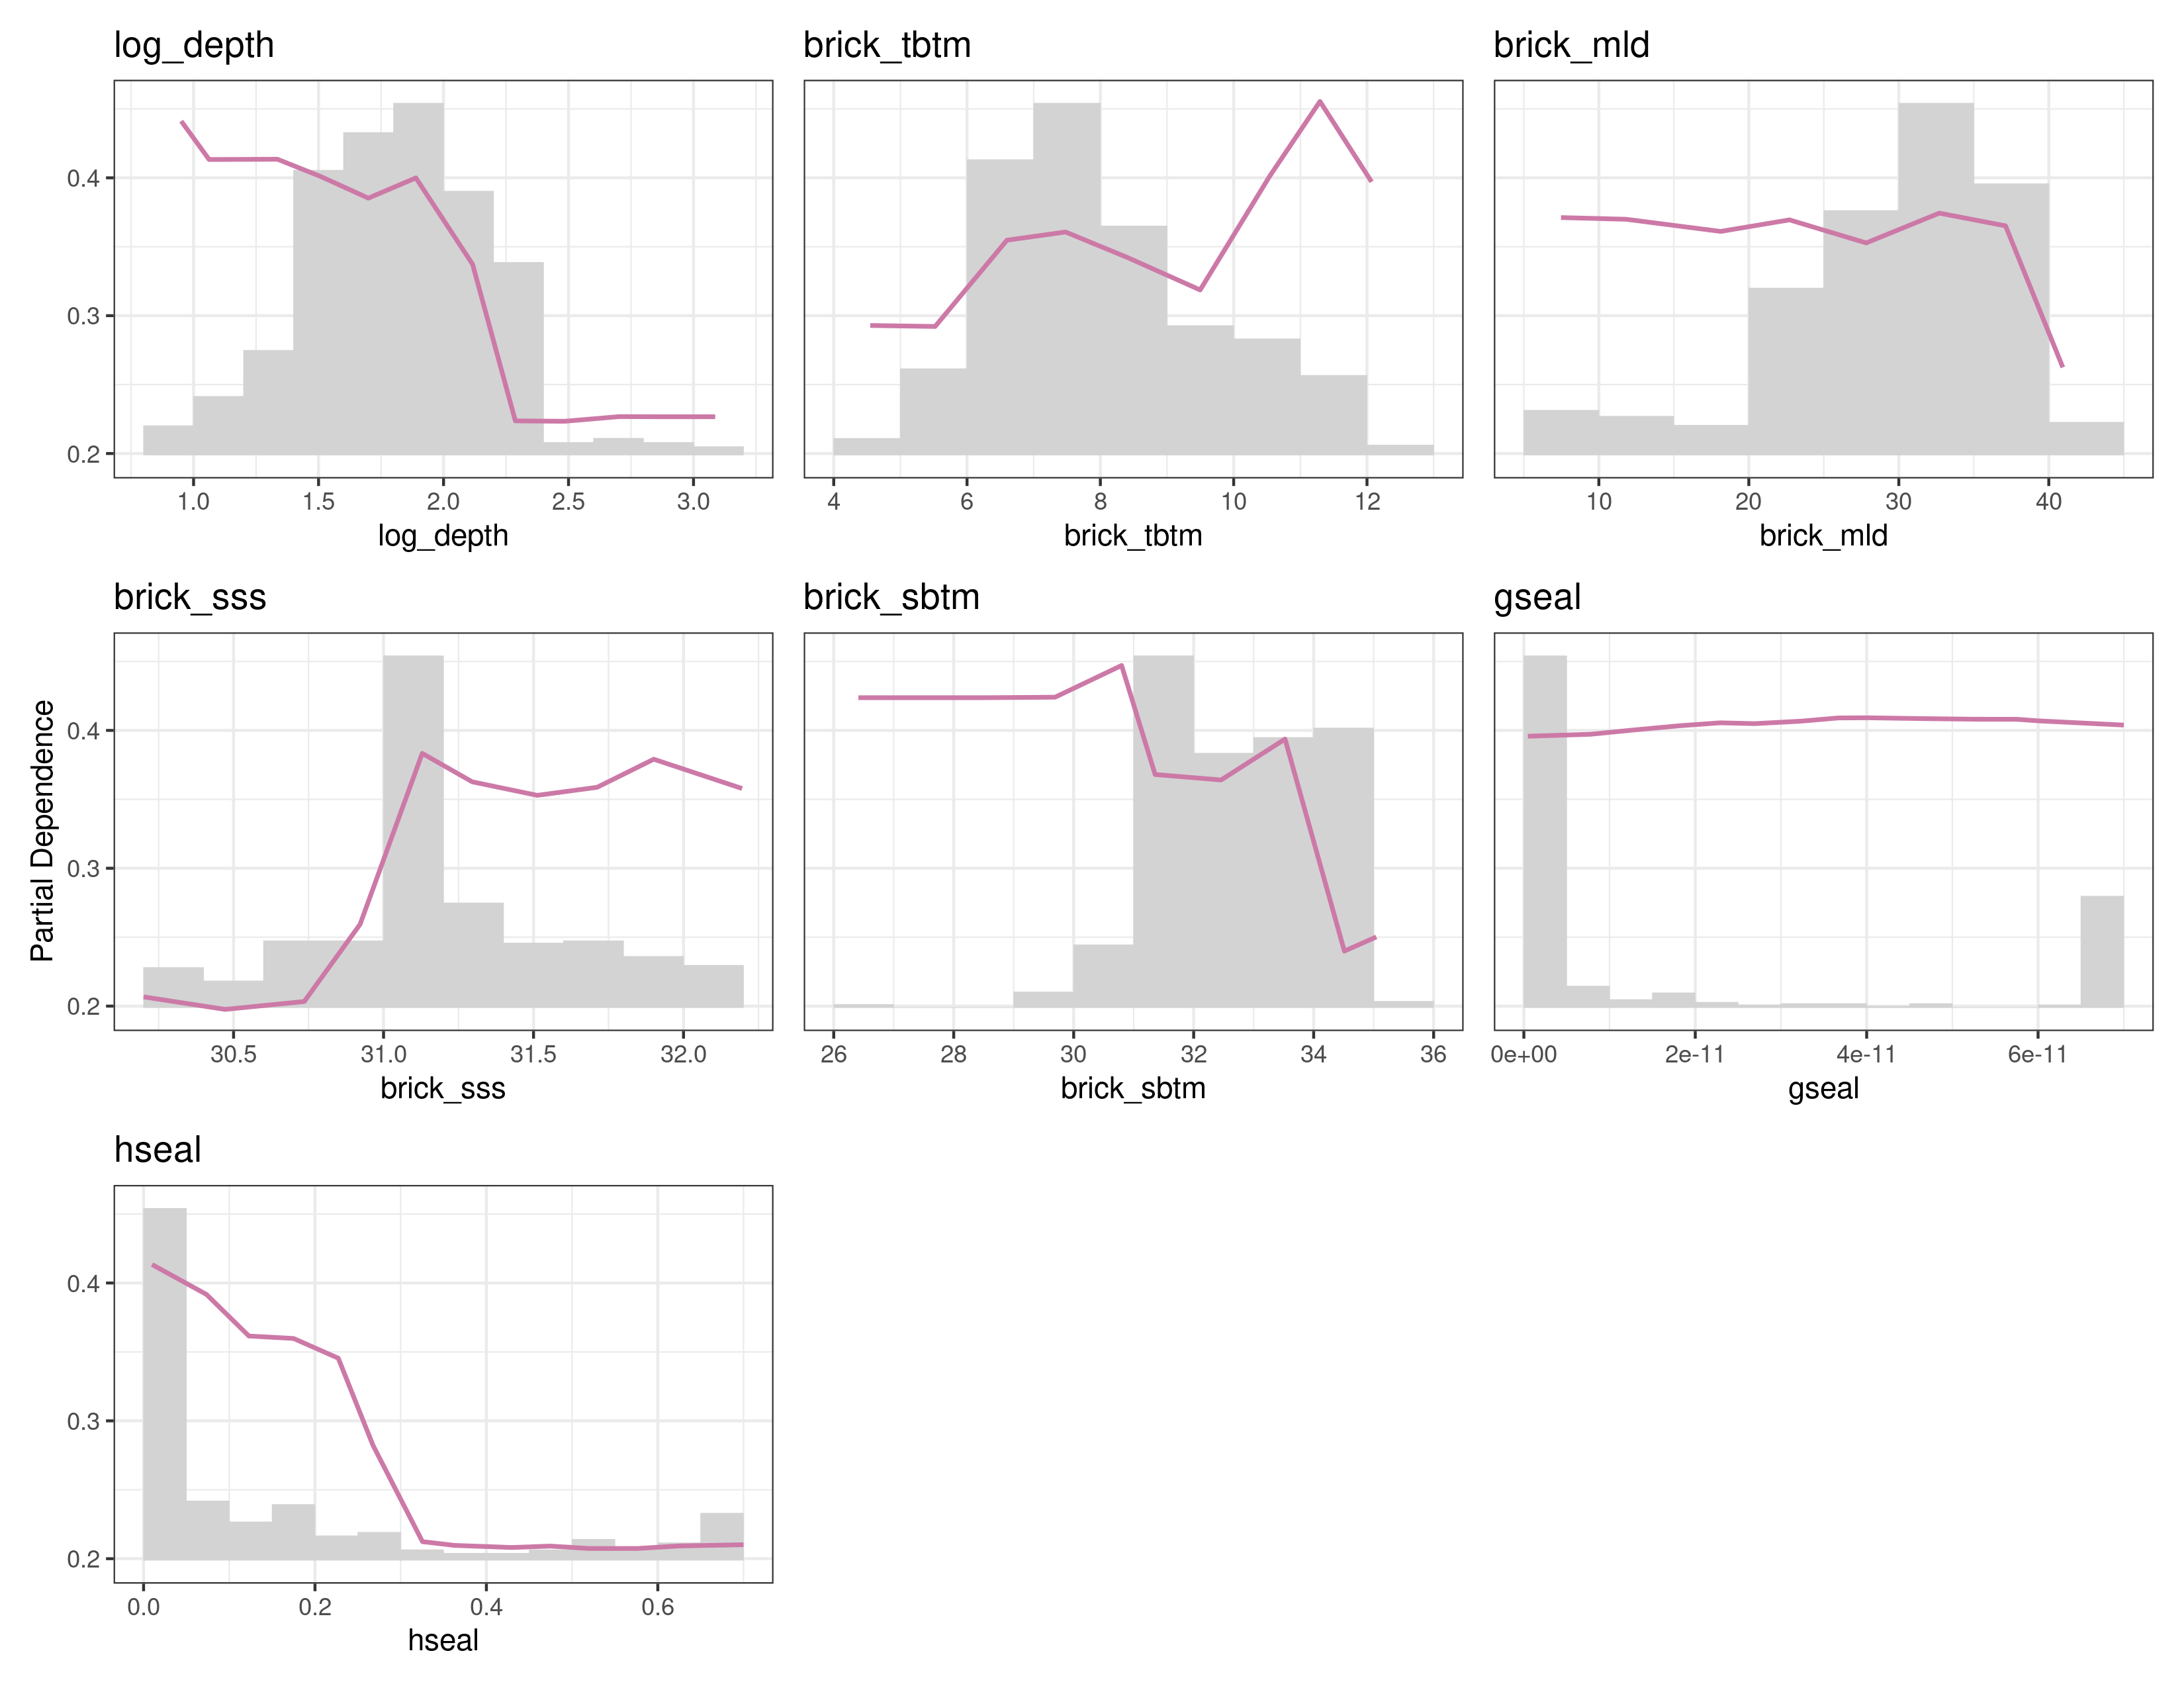 log_depth
brick_tbtm
brick_mld
0.4
0.3
0.2
1.0 1.5 2.0 2.5 3.0
4 6 8 10 12
10 20 30 40
log_depth
brick_tbtm
brick_mld
brick_sss
brick_sbtm
gseal
Partial Dependence
0.4
0.3
0.2
30.5 31.0 31.5 32.0
26 28 30 32 34 36
0e+00 2e-11 4e-11 6e-11
brick_sss
brick_sbtm
gseal
hseal
0.4
0.3
0.2
0.0 0.2 0.4 0.6
hseal